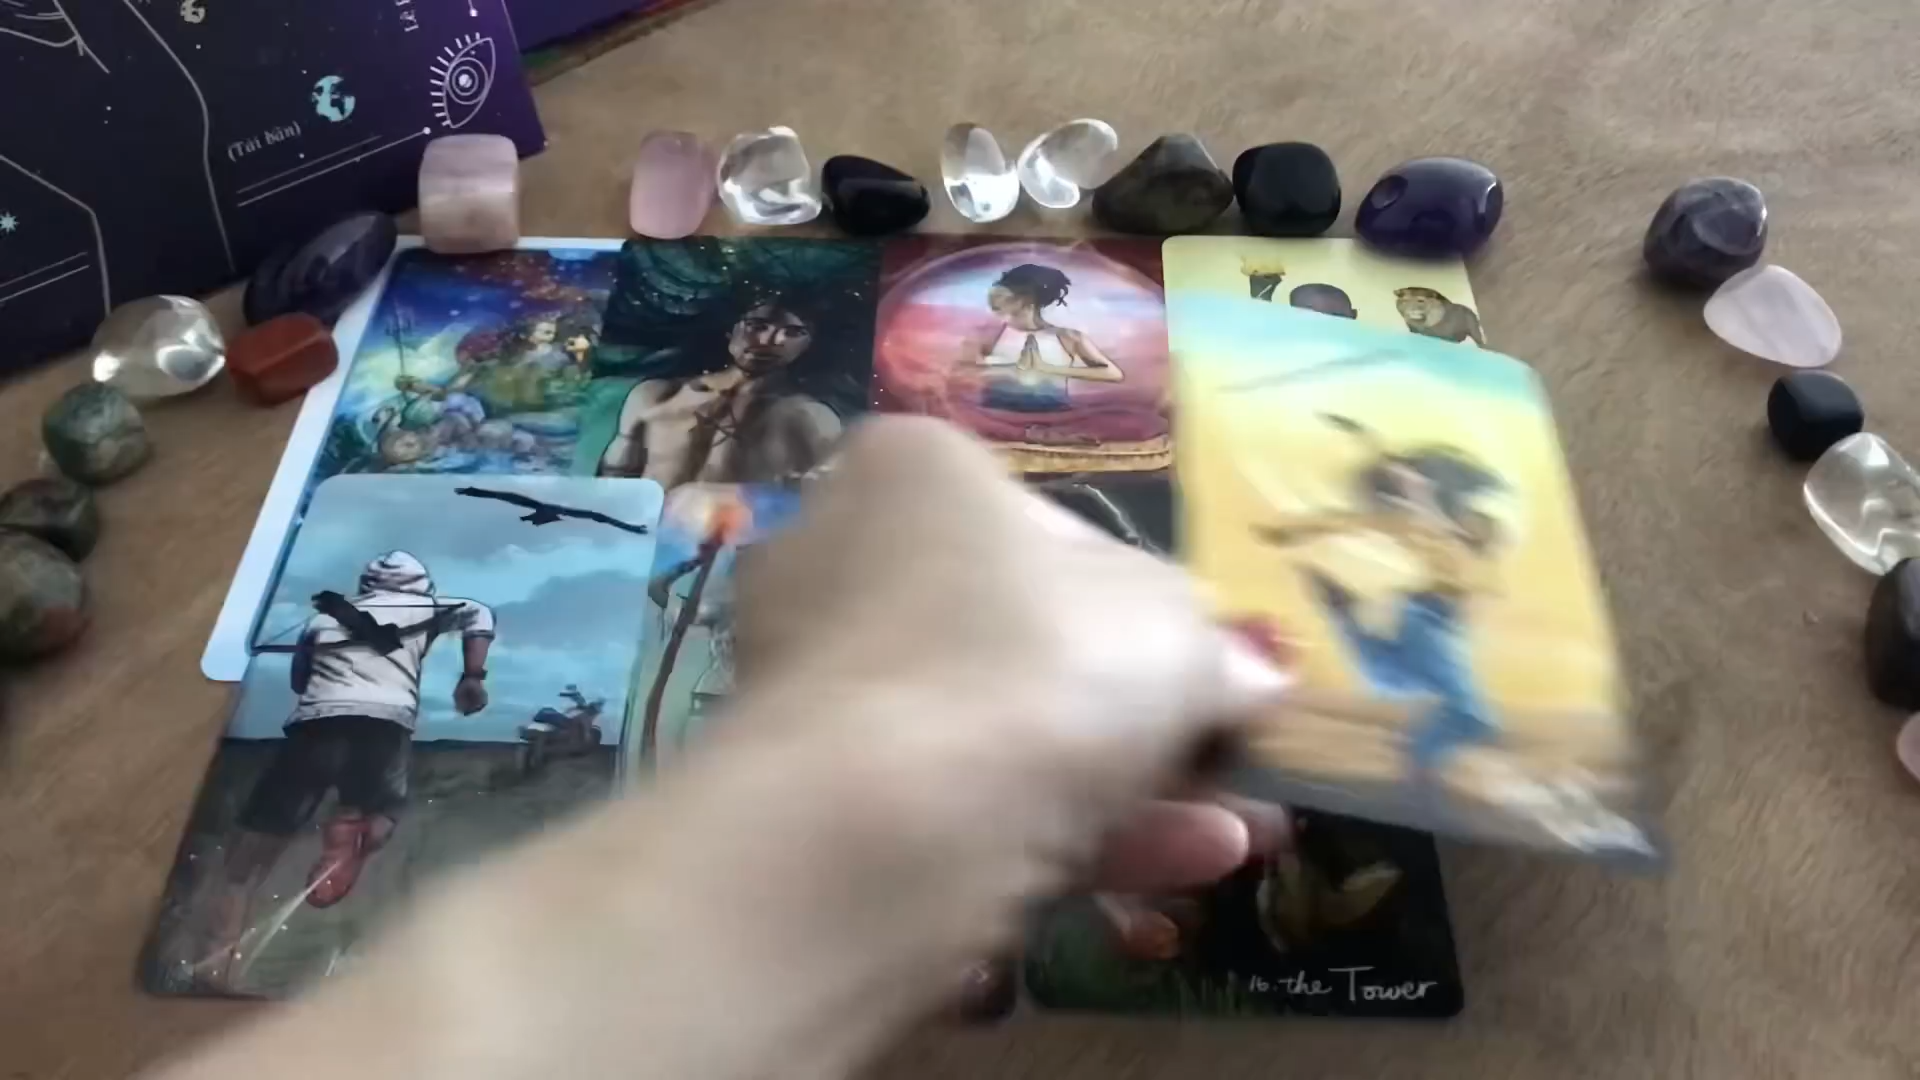 (Tái bản)
16. the Tower